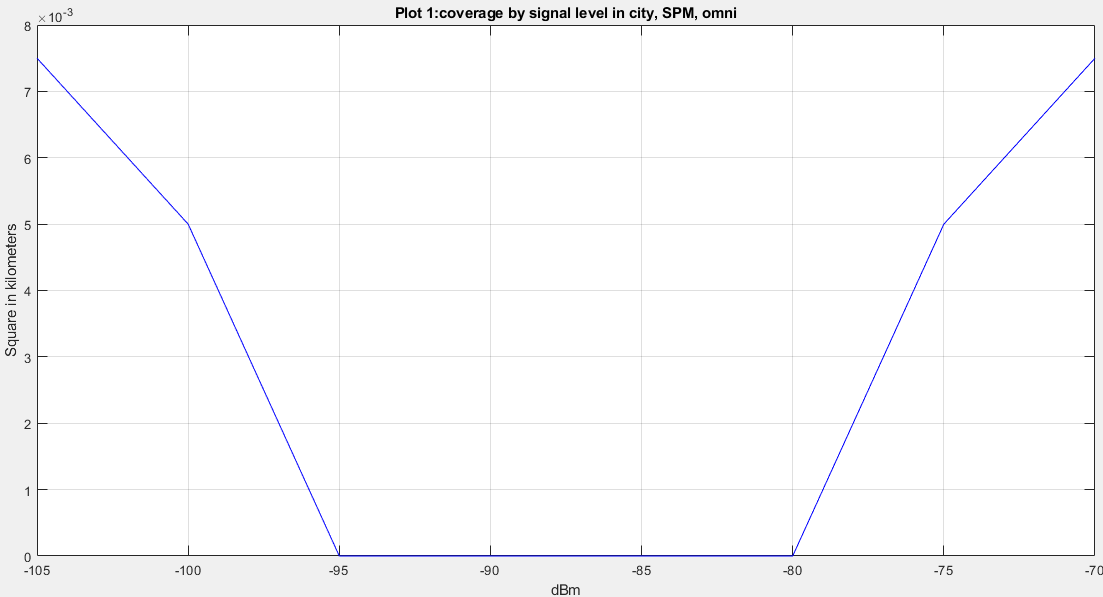 Plot 1:coverage by signal level in city, SPM, omni
×10-3
8
7
6
5
4
3
2
1
0
Square in kilometers
-105 -100 -95 -90 -85 -80 -75 -70
dBm